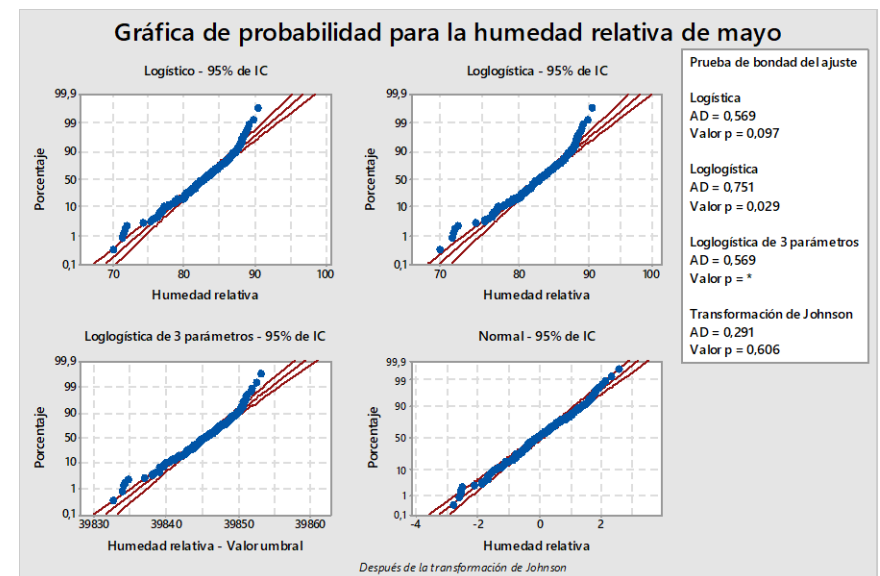 Gráfica de probabilidad para la humedad relativa de mayo
Logístico - 95% de IC
99,9
99
90
50
10
1
0,1
Porcentaje
70 80 90 100
Humedad relativa
Loglogística - 95% de IC
99,9
99
90
50
10
1
0,1
Porcentaje
70 80 90 100
Humedad relativa
Loglogística de 3 parámetros - 95% de IC
99,9
99
90
50
10
1
0,1
Porcentaje
39830 39840 39850 39860
Humedad relativa - Valor umbral
Normal - 95% de IC
99,9
99
90
50
10
1
0,1
Porcentaje
-4 -2 0 2
Humedad relativa
Después de la transformación de Johnson
Prueba de bondad del ajuste
Logística
AD = 0,569
Valor p = 0,097
Loglogística
AD = 0,751
Valor p = 0,029
Loglogística de 3 parámetros
AD = 0,569
Valor p = *
Transformación de Johnson
AD = 0,291
Valor p = 0,606